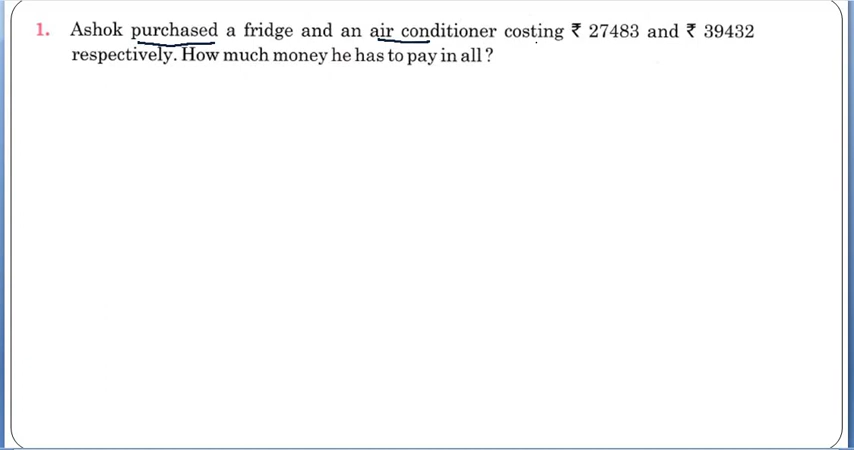 1. Ashok purchased a fridge and an air conditioner costing ₹ 27483 and ₹ 39432
respectively. How much money he has to pay in all?